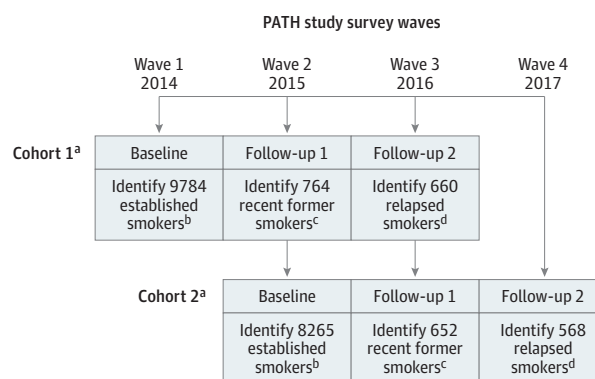 PATH study survey waves
Wave 1 Wave 2 Wave 3 Wave 4
2014 2015 2016 2017
Cohort 1a Baseline Follow-up 1 Follow-up 2
Identify 9784 Identify 764 Identify 660
established recent former relapsed
smokersb smokersc smokersd
Cohort 2a Baseline Follow-up 1 Follow-up 2
Identify 8265 Identify 652 Identify 568
established recent former relapsed
smokersb smokersc smokersd